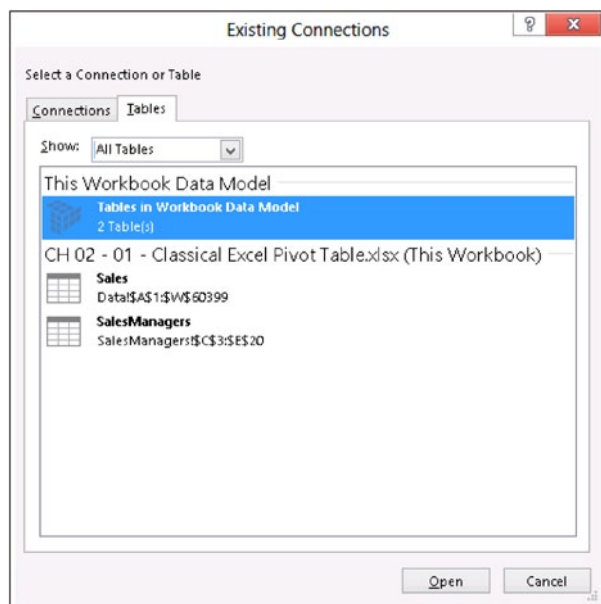 Existing Connections
?
x
Select a Connection or Table
Connections Tables
Show: All Tables
This Workbook Data Model
Tables in Workbook Data Model
2 Table(s)
CH 02 - 01 - Classical Excel Pivot Table.xlsx (This Workbook)
Sales
Data!$A$1:$W$60399
SalesManagers
SalesManagers!$C$3:$E$20
Open Cancel